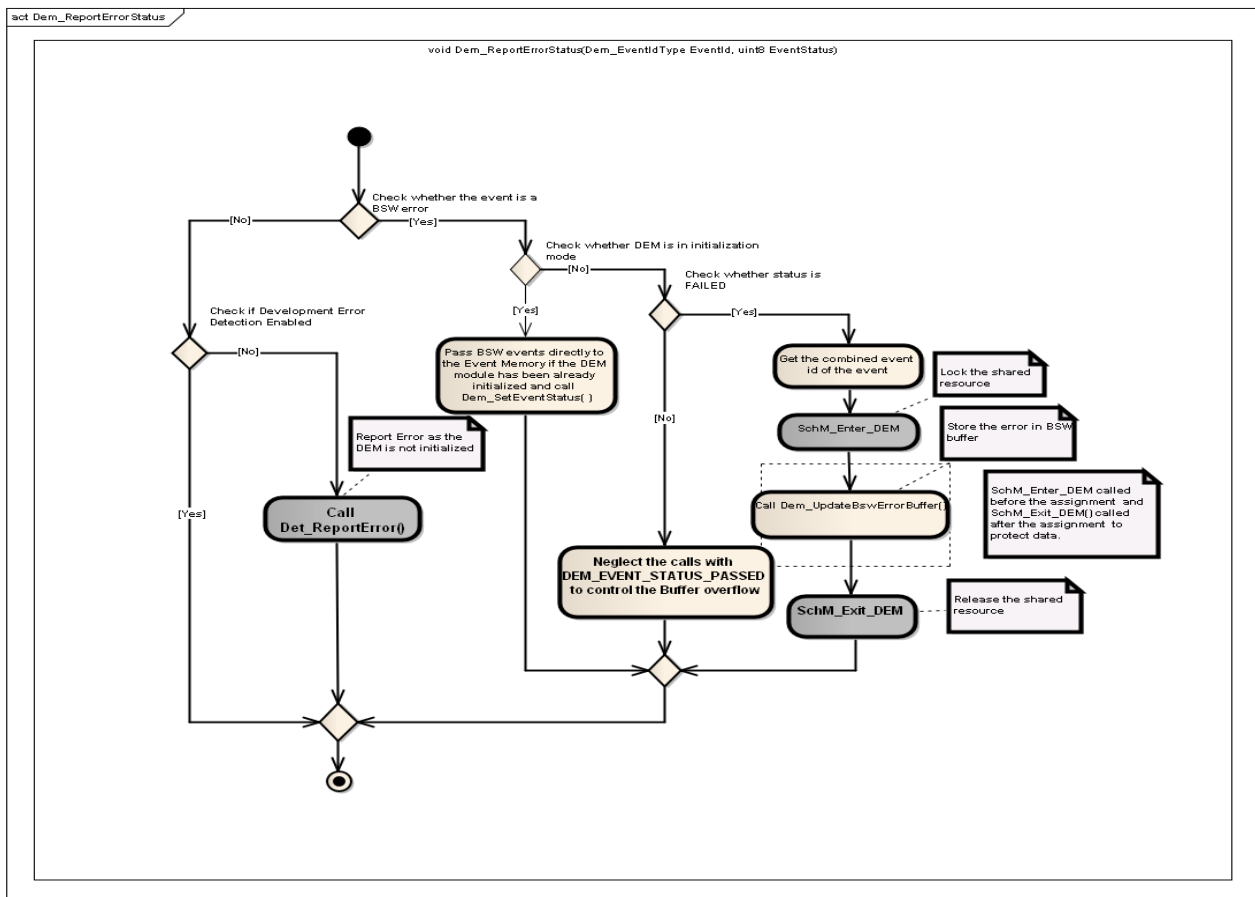 act Dem_ReportErrorStatus
void Dem_ReportErrorStatus(Dem_EventIdType EventId, uint8 EventStatus)
Check whether the event is a
BSW error
[No]
[Yes]
Check whether DEM is in initialization
mode
[No]
Check whether status is
FAILED
[Yes]
[Yes]
Check if Development Error
Detection Enabled
[No]
Pass BSW events directly to
the Event Memory if the DEM
module has been already
initialized and call
Dem_SetEventStatus( )
Get the combined event
id of the event
Lock the shared
resource
[No]
SchM_Enter_DEM
Store the error in BSW
buffer
Report Error as the
DEM is not initialized
[Yes]
Call
Det_ReportError()
Call Dem_UpdateBswErrorBuffer()
SchM_Enter_DEM called
before the assignment and
SchM_Exit_DEM() called
after the assignment to
protect data.
Neglect the calls with
DEM_EVENT_STATUS_PASSED
to control the Buffer overflow
SchM_Exit_DEM
Release the shared
resource